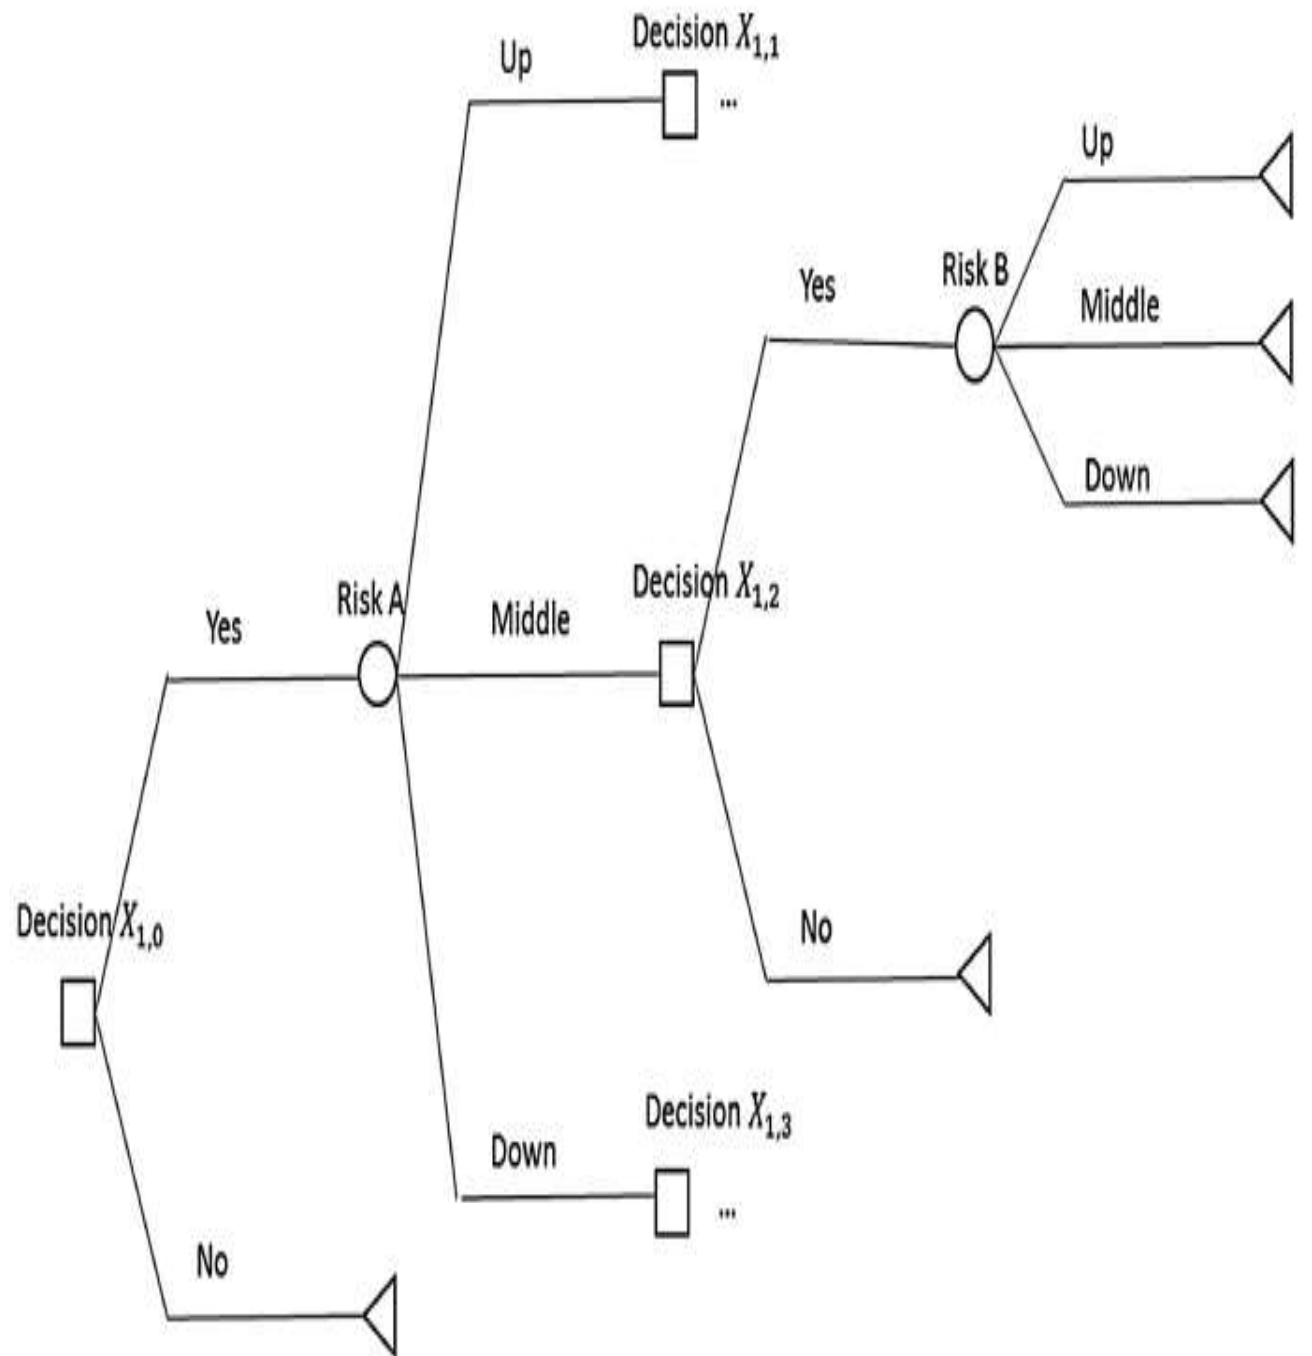 Decision X₁,₁
Up
...
Up
Risk B
Yes
Middle
Down
Decision X₁,₂
Risk A
Middle
Yes
Decision X₁,₀
No
Decision X₁,₃
Down
...
No